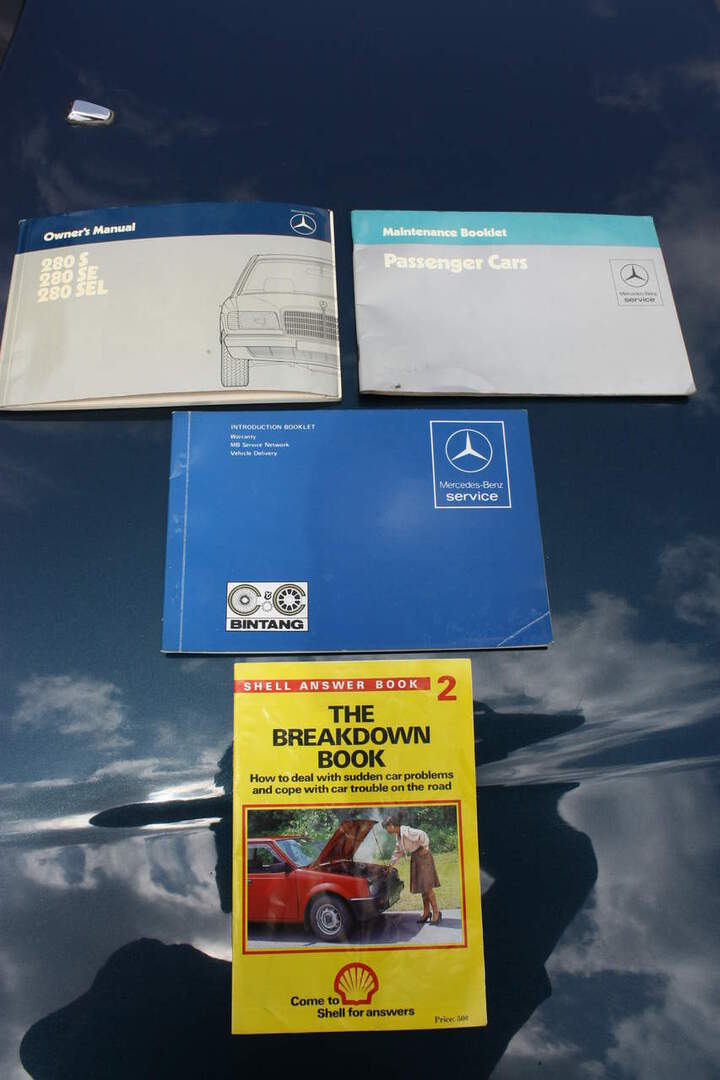 Owner's Manual
280 S
280 SE
280 SEL
Maintenance Booklet
Passenger Cars
Mercedes-Benz
service
INTRODUCTION BOOKLET
Warranty
MB Service Network
Vehicle Delivery
Mercedes-Benz
service
C&C
BINTANG
SHELL ANSWER BOOK 2
THE
BREAKDOWN
BOOK
How to deal with sudden car problems
and cope with car trouble on the road
Come to
Shell for answers
Price: 50¢